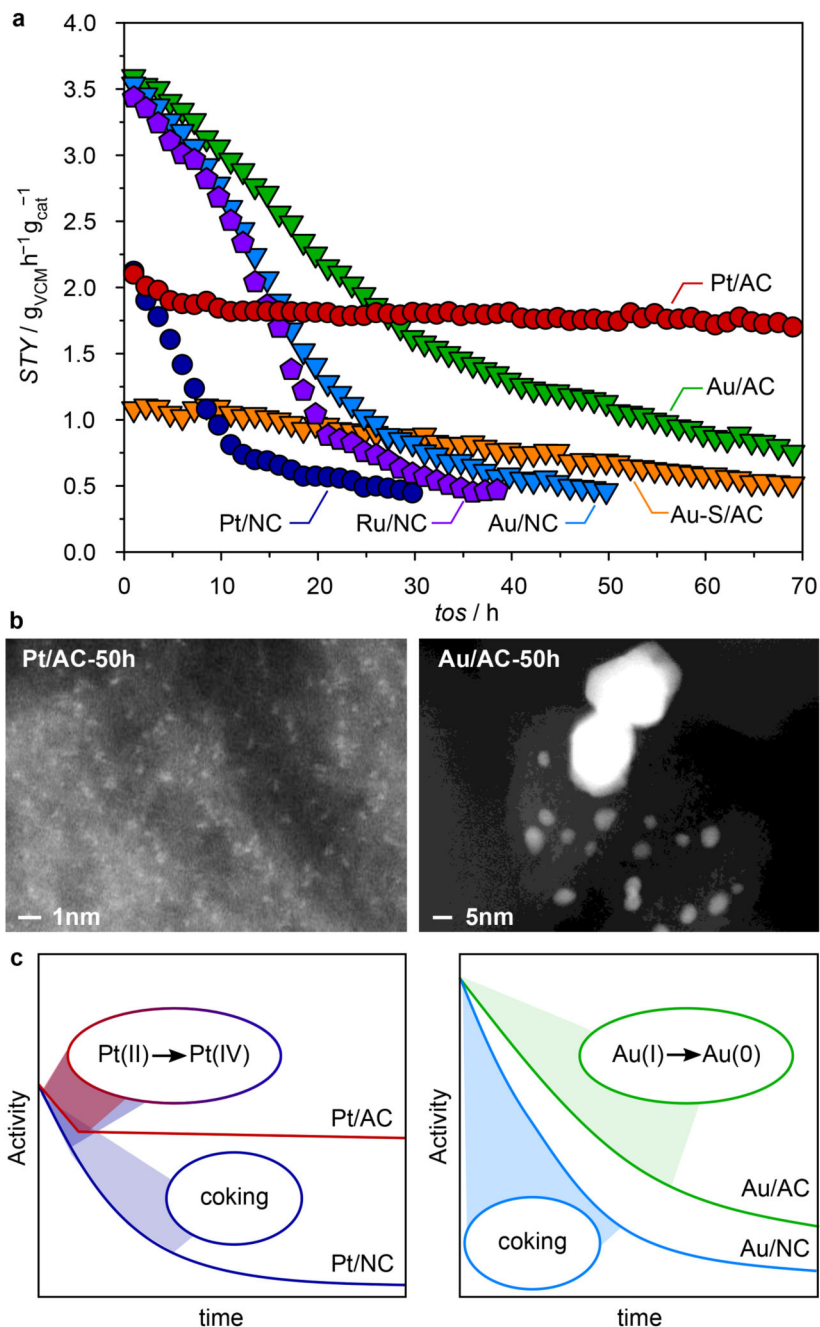 a
4.0
3.5
3.0
2.5
2.0
1.5
1.0
0.5
0.0
STY / g_VCM h⁻¹ g_cat⁻¹
Pt/AC
Au/AC
Au-S/AC
Pt/NC
Ru/NC
Au/NC
0 10 20 30 40 50 60 70
tos / h
b
Pt/AC-50h
1nm
Au/AC-50h
5nm
c
Activity
Pt(II)→Pt(IV)
Pt/AC
coking
Pt/NC
time
Activity
Au(I)→Au(0)
Au/AC
coking
Au/NC
time